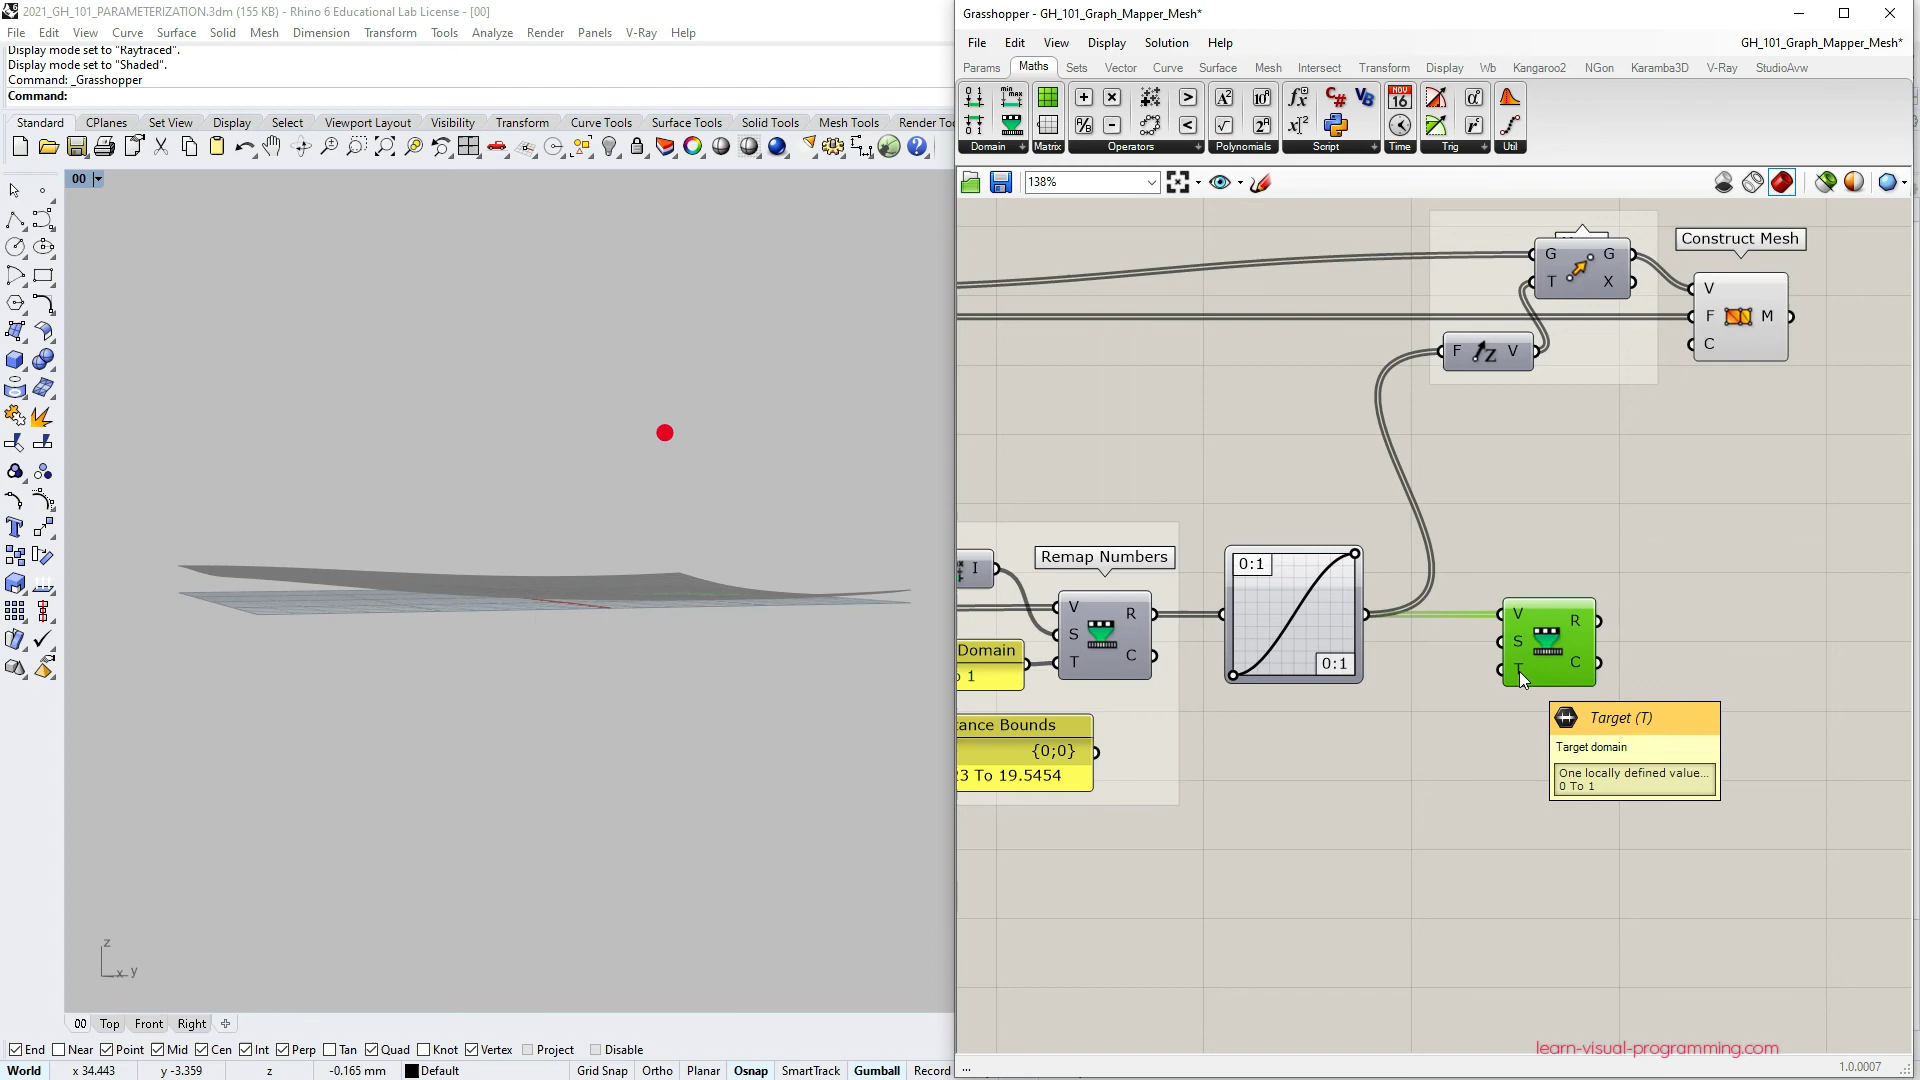 2021_GH_101_PARAMETERIZATION.3dm (155 KB) - Rhino 6 Educational Lab License - [00]
File Edit View Curve Surface Solid Mesh Dimension Transform Tools Analyze Render Panels V-Ray Help
Display mode set to "Raytraced".
Display mode set to "Shaded".
Command: _Grasshopper
Command:
Standard CPlanes Set View Display Select Viewport Layout Visibility Transform Curve Tools Surface Tools Solid Tools Mesh Tools Render To
00
z
x y
00 Top Front Right
End Near Point Mid Cen Int Perp Tan Quad Knot Vertex Project Disable
World x 34.443 y -3.359 z -0.165 mm Default Grid Snap Ortho Planar Osnap SmartTrack Gumball Record
Grasshopper - GH_101_Graph_Mapper_Mesh*
File Edit View Display Solution Help GH_101_Graph_Mapper_Mesh*
Params Maths Sets Vector Curve Surface Mesh Intersect Transform Display Wb Kangaroo2 NGon Karamba3D V-Ray StudioAvw
Domain Matrix Operators Polynomials Script Time Trig Util
138%
Construct Mesh
G G
T X
V
F M
C
F V
Remap Numbers
I
V R
S
T C
Domain
o 1
tance Bounds
{0;0}
23 To 19.5454
0:1
0:1
V R
S
T C
Target (T)
Target domain
One locally defined value...
0 To 1
learn-visual-programming.com
... 1.0.0007